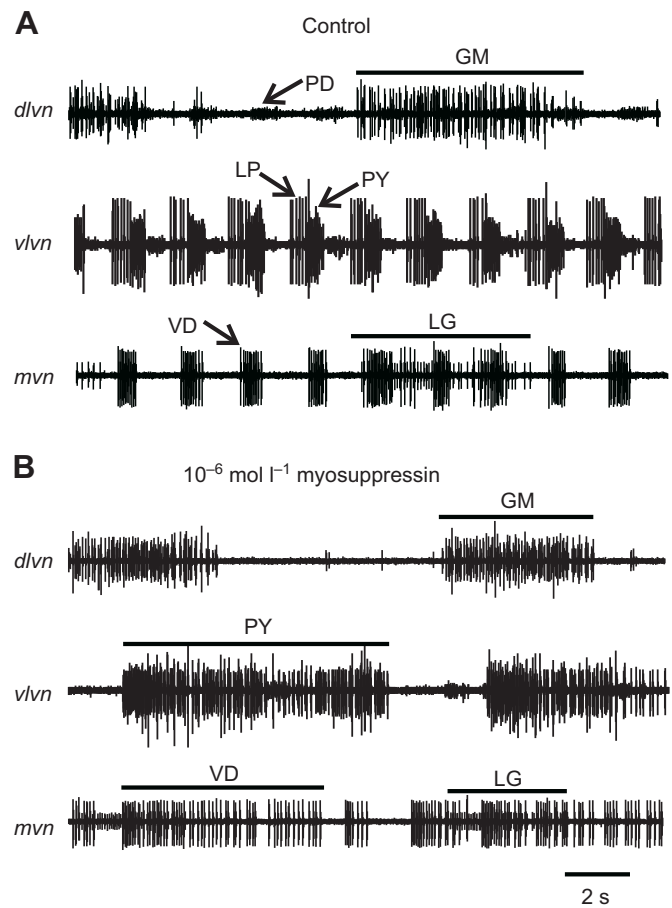 A
Control
GM
PD
dlvn
LP
PY
vlvn
VD
LG
mvn
B
10⁻⁶ mol l⁻¹ myosuppressin
GM
dlvn
PY
vlvn
VD
LG
mvn
2 s